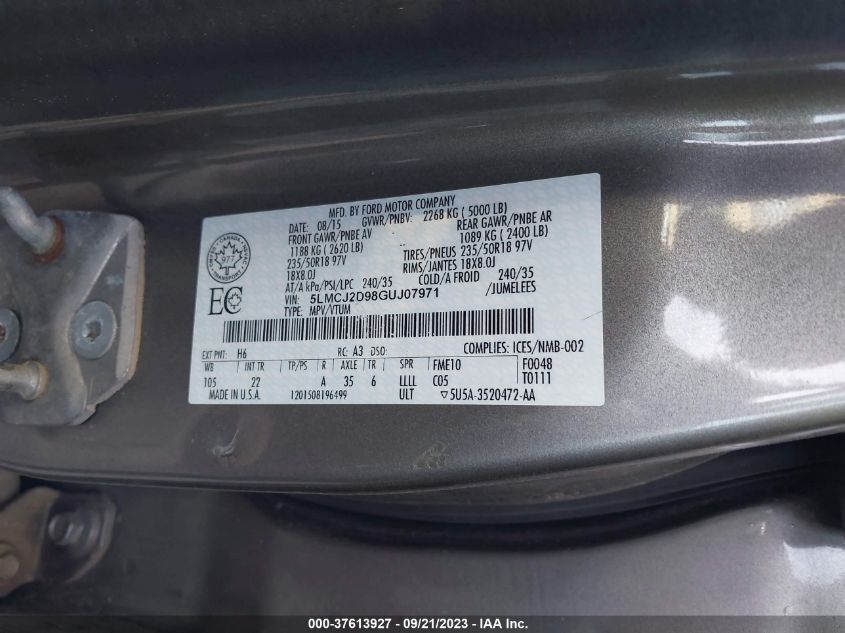 MFD. BY FORD MOTOR COMPANY
DATE: 08/15 GVWR/PNBV: 2268 KG ( 5000 LB)
FRONT GAWR/PNBE AV REAR GAWR/PNBE AR
1188 KG ( 2620 LB) 1089 KG ( 2400 LB)
235/50R18 97V TIRES/PNEUS 235/50R18 97V
18X8.0J RIMS/JANTES 18X8.0J
AT/A kPa/PSI/LPC 240/35 COLD/A FROID 240/35
VIN: 5LMCJ2D98GUJ07971 /JUMELEES
TYPE: MPV/VTUM
CANADA
977
TRANSPORT
EC
EXT PNT: H6 RC: A3 DSO: COMPLIES: ICES/NMB-002
WB INT TR TP/PS R AXLE TR SPR FME10 F0048
105 22 A 35 6 LLLL C05 T0111
MADE IN U.S.A. 1201508196499 ULT ▽5U5A-3520472-AA
000-37613927 - 09/21/2023 - IAA Inc.